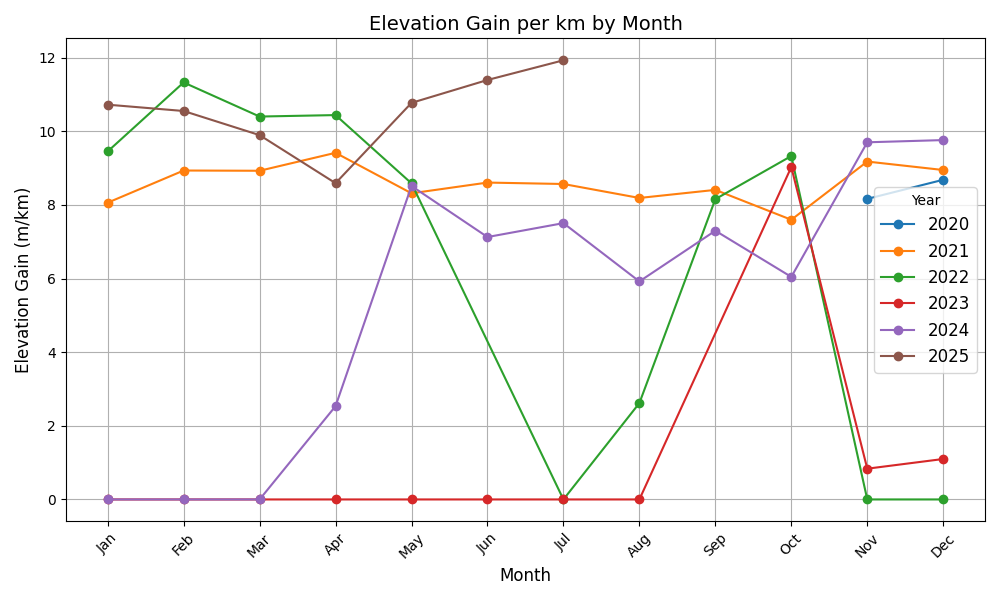 Elevation Gain per km by Month
Elevation Gain (m/km)
12
10
8
6
4
2
0
Jan
Feb
Mar
Apr
May
Jun
Jul
Aug
Sep
Oct
Nov
Dec
Month
Year
2020
2021
2022
2023
2024
2025